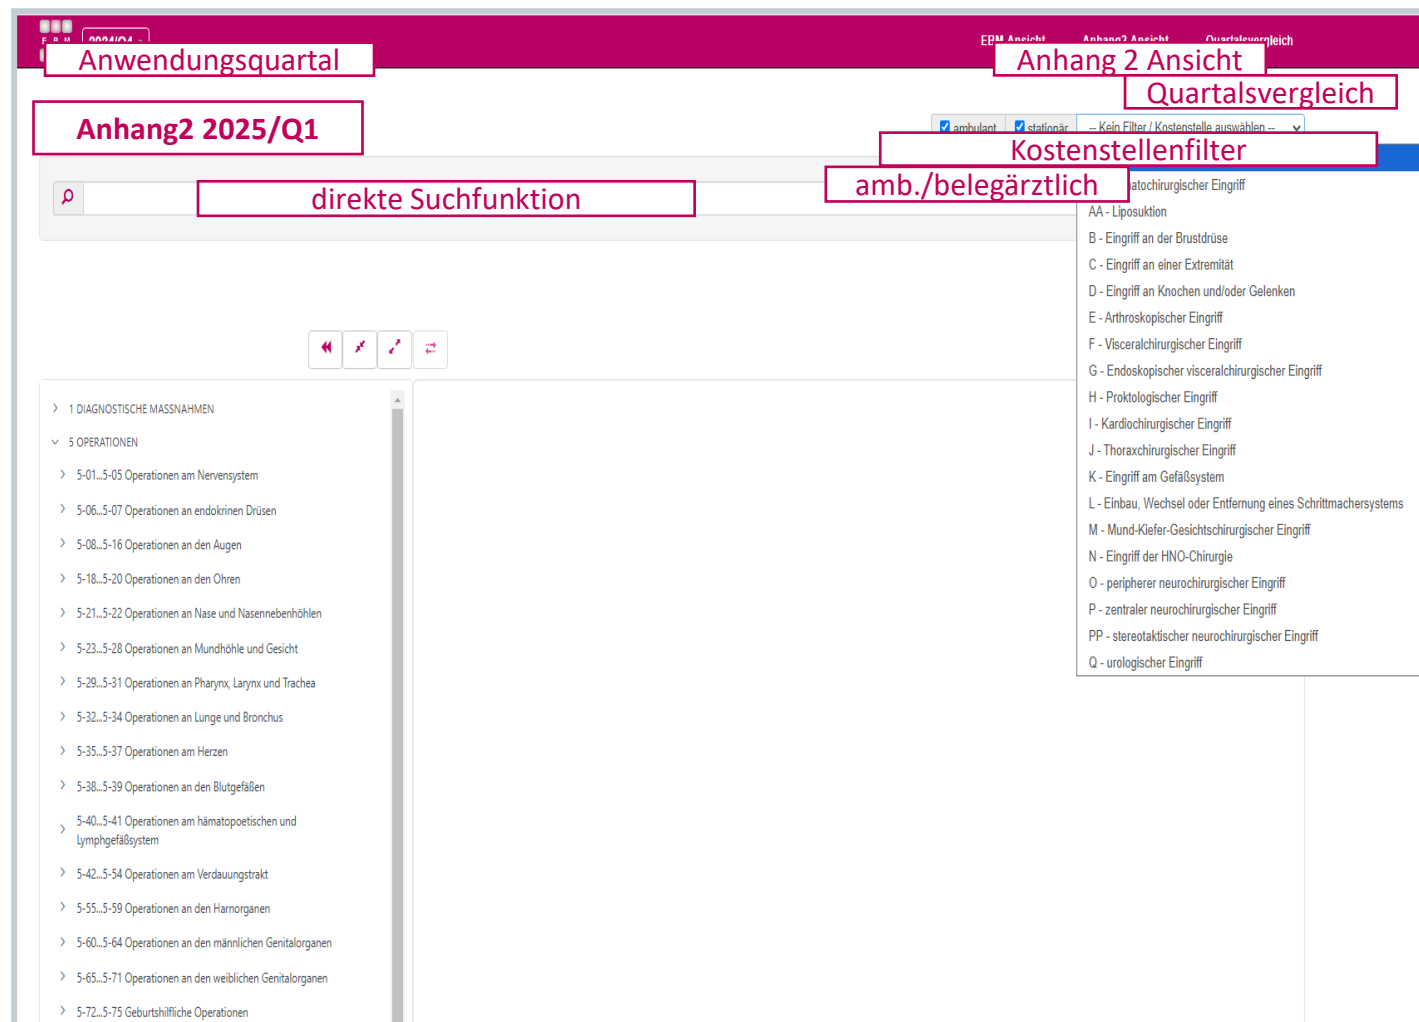 E B M
2024/Q4
EBM Ansicht
Anhang2 Ansicht
Quartalsvergleich
Anwendungsquartal
Anhang 2 Ansicht
Quartalsvergleich
Anhang2 2025/Q1
ambulant
stationär
-- Kein Filter / Kostenstelle auswählen --
Kostenstellenfilter
amb./belegärztlich
direkte Suchfunktion
Eingriff
AA - Liposuktion
B - Eingriff an der Brustdrüse
C - Eingriff an einer Extremität
D - Eingriff an Knochen und/oder Gelenken
E - Arthroskopischer Eingriff
F - Visceralchirurgischer Eingriff
G - Endoskopischer visceralchirurgischer Eingriff
H - Proktologischer Eingriff
I - Kardiochirurgischer Eingriff
J - Thoraxchirurgischer Eingriff
K - Eingriff am Gefäßsystem
L - Einbau, Wechsel oder Entfernung eines Schrittmachersystems
M - Mund-Kiefer-Gesichtschirurgischer Eingriff
N - Eingriff der HNO-Chirurgie
O - peripherer neurochirurgischer Eingriff
P - zentraler neurochirurgischer Eingriff
PP - stereotaktischer neurochirurgischer Eingriff
Q - urologischer Eingriff
1 DIAGNOSTISCHE MASSNAHMEN
5 OPERATIONEN
5-01...5-05 Operationen am Nervensystem
5-06...5-07 Operationen an endokrinen Drüsen
5-08...5-16 Operationen an den Augen
5-18...5-20 Operationen an den Ohren
5-21...5-22 Operationen an Nase und Nasennebenhöhlen
5-23...5-28 Operationen an Mundhöhle und Gesicht
5-29...5-31 Operationen an Pharynx, Larynx und Trachea
5-32...5-34 Operationen an Lunge und Bronchus
5-35...5-37 Operationen am Herzen
5-38...5-39 Operationen an den Blutgefäßen
5-40...5-41 Operationen am hämatopoetischen und
Lymphgefäßsystem
5-42...5-54 Operationen am Verdauungstrakt
5-55...5-59 Operationen an den Harnorganen
5-60...5-64 Operationen an den männlichen Genitalorganen
5-65...5-71 Operationen an den weiblichen Genitalorganen
5-72...5-75 Geburtshilfliche Operationen